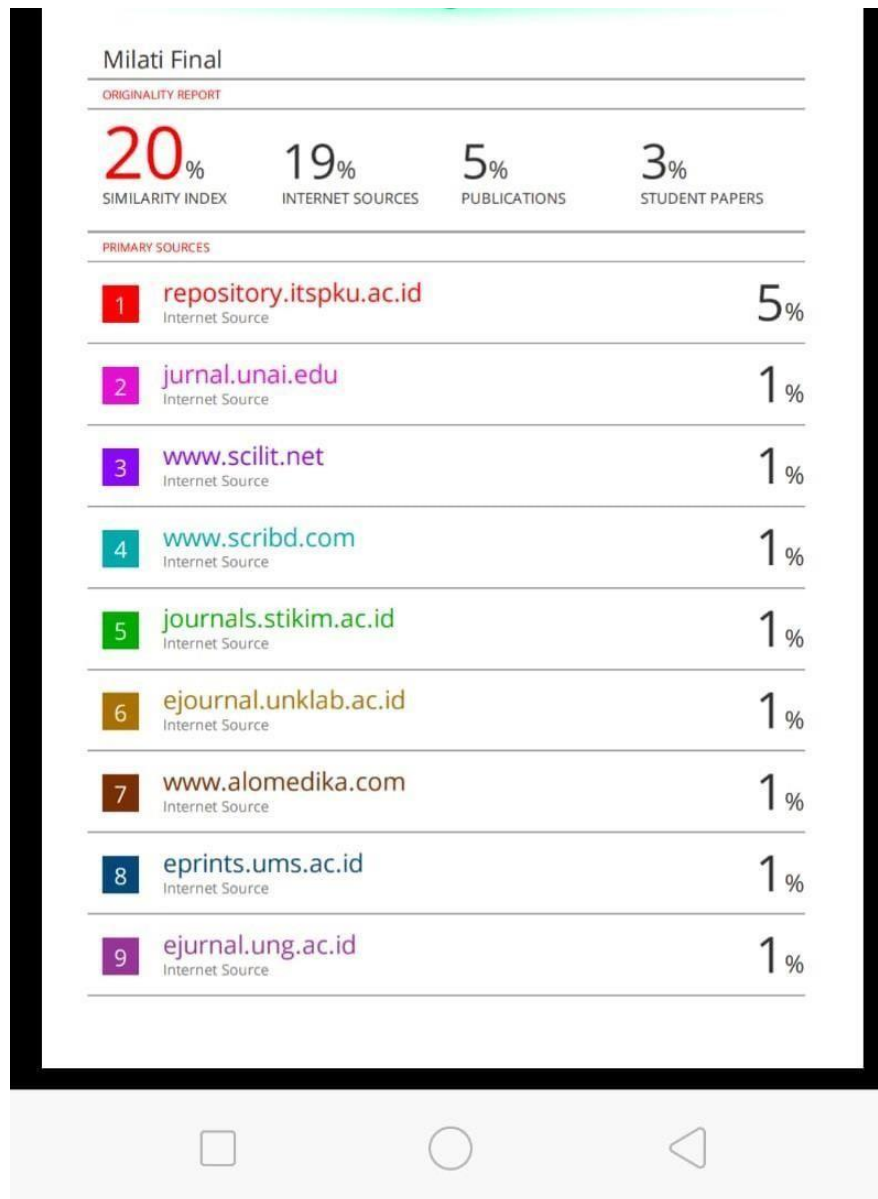 Milati Final
ORIGINALITY REPORT
20% 19% 5% 3%
SIMILARITY INDEX INTERNET SOURCES PUBLICATIONS STUDENT PAPERS
PRIMARY SOURCES
1 repository.itspku.ac.id 5%
Internet Source
2 jurnal.unai.edu 1%
Internet Source
3 www.scilit.net 1%
Internet Source
4 www.scribd.com 1%
Internet Source
5 journals.stikim.ac.id 1%
Internet Source
6 ejournal.unklab.ac.id 1%
Internet Source
7 www.alomedika.com 1%
Internet Source
8 eprints.ums.ac.id 1%
Internet Source
9 ejurnal.ung.ac.id 1%
Internet Source